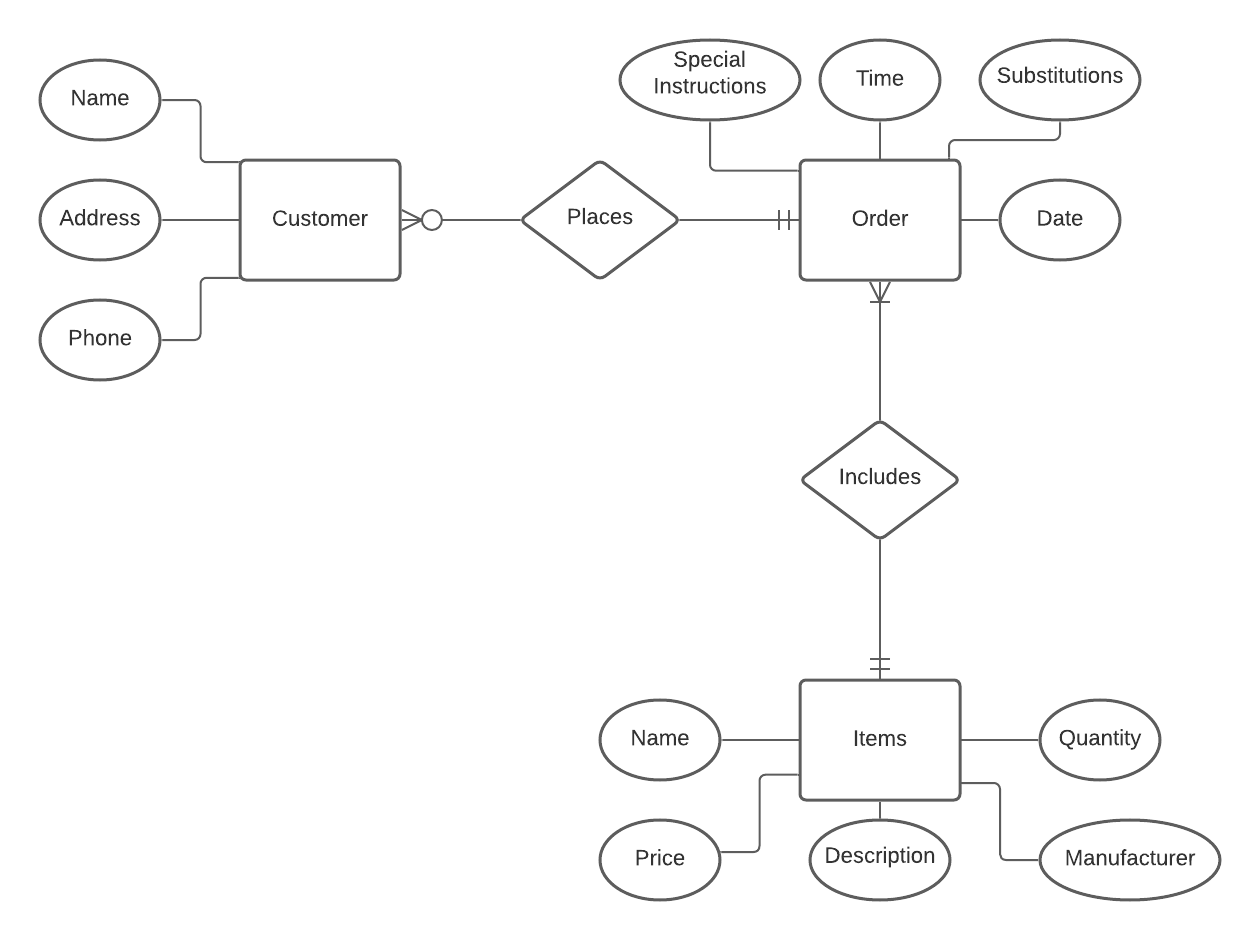 Name
Address
Phone
Customer
Places
Special
Instructions
Time
Substitutions
Order
Date
Includes
Items
Name
Price
Description
Quantity
Manufacturer